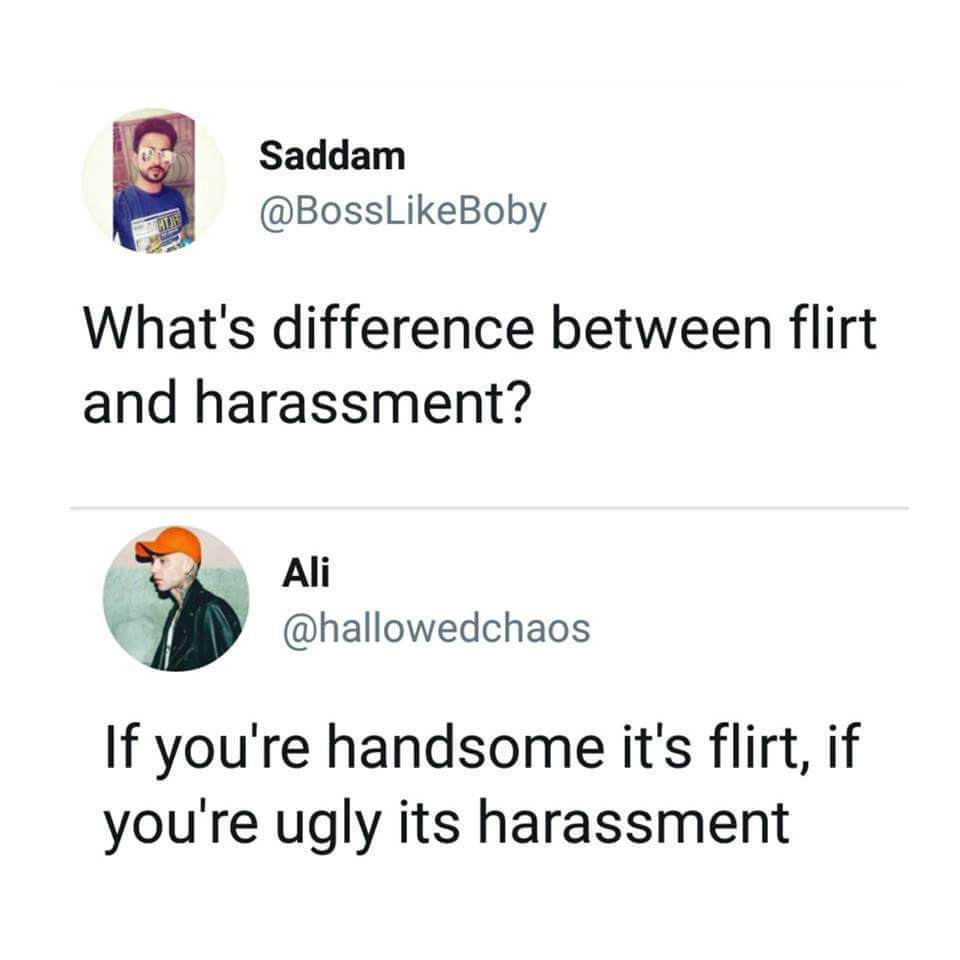 Saddam
@BossLikeBoby
What's difference between flirt
and harassment?
Ali
@hallowedchaos
If you're handsome it's flirt, if
you're ugly its harassment